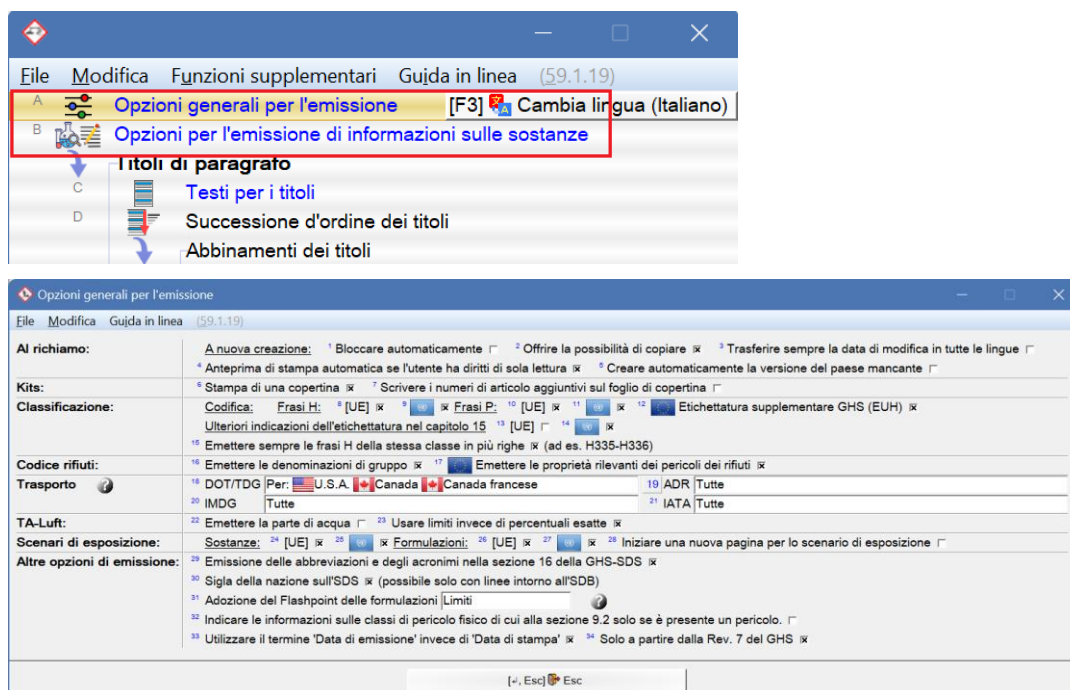 File Modifica Funzioni supplementari Guida in linea (59.1.19)
A Opzioni generali per l'emissione [F3] Cambia lingua (Italiano)
B Opzioni per l'emissione di informazioni sulle sostanze
Titoli di paragrafo
C Testi per i titoli
D Successione d'ordine dei titoli
Abbinamenti dei titoli
Opzioni generali per l'emissione
File Modifica Guida in linea (59.1.19)
Al richiamo: A nuova creazione: 1 Bloccare automaticamente 2 Offrire la possibilità di copiare 3 Trasferire sempre la data di modifica in tutte le lingue
4 Anteprima di stampa automatica se l'utente ha diritti di sola lettura 5 Creare automaticamente la versione del paese mancante
Kits: 6 Stampa di una copertina 7 Scrivere i numeri di articolo aggiuntivi sul foglio di copertina
Classificazione: Codifica: Frasi H: 8 [UE] 9 Frasi P: 10 [UE] 11 12 Etichettatura supplementare GHS (EUH)
Ulteriori indicazioni dell'etichettatura nel capitolo 15 13 [UE] 14
15 Emettere sempre le frasi H della stessa classe in più righe (ad es. H335-H336)
Codice rifiuti: 16 Emettere le denominazioni di gruppo 17 Emettere le proprietà rilevanti dei pericoli dei rifiuti
Trasporto 18 DOT/TDG Per: U.S.A. Canada Canada francese 19 ADR Tutte
20 IMDG Tutte 21 IATA Tutte
TA-Luft: 22 Emettere la parte di acqua 23 Usare limiti invece di percentuali esatte
Scenari di esposizione: Sostanze: 24 [UE] 25 Formulazioni: 26 [UE] 27 28 Iniziare una nuova pagina per lo scenario di esposizione
Altre opzioni di emissione: 29 Emissione delle abbreviazioni e degli acronimi nella sezione 16 della GHS-SDS
30 Sigla della nazione sull'SDS (possibile solo con linee intorno all'SDB)
31 Adozione del Flashpoint delle formulazioni Limiti
32 Indicare le informazioni sulle classi di pericolo fisico di cui alla sezione 9.2 solo se è presente un pericolo.
33 Utilizzare il termine 'Data di emissione' invece di 'Data di stampa' 34 Solo a partire dalla Rev. 7 del GHS
[↵, Esc] Esc